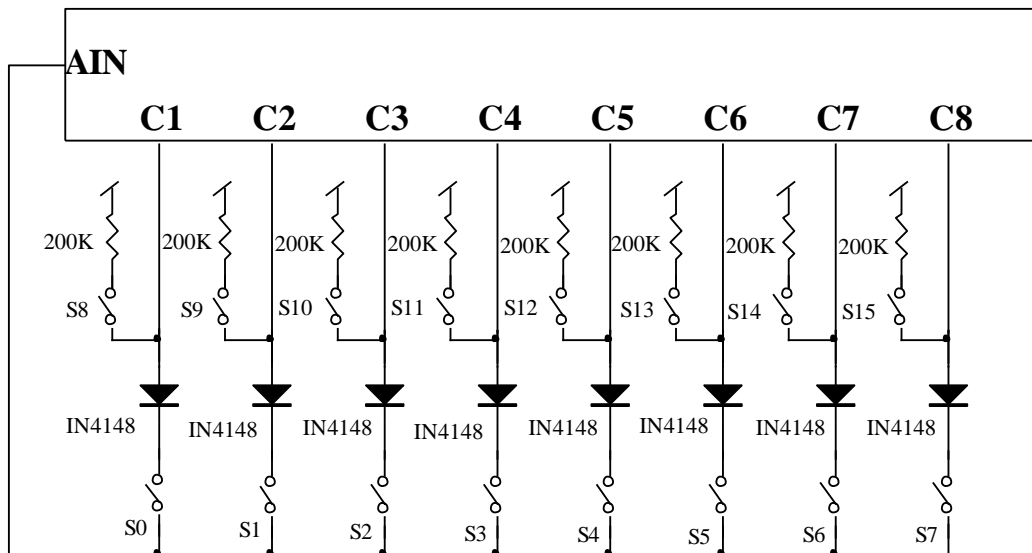 AIN
C1 C2 C3 C4 C5 C6 C7 C8
200K 200K 200K 200K 200K 200K 200K 200K
S8 S9 S10 S11 S12 S13 S14 S15
IN4148 IN4148 IN4148 IN4148 IN4148 IN4148 IN4148 IN4148
S0 S1 S2 S3 S4 S5 S6 S7